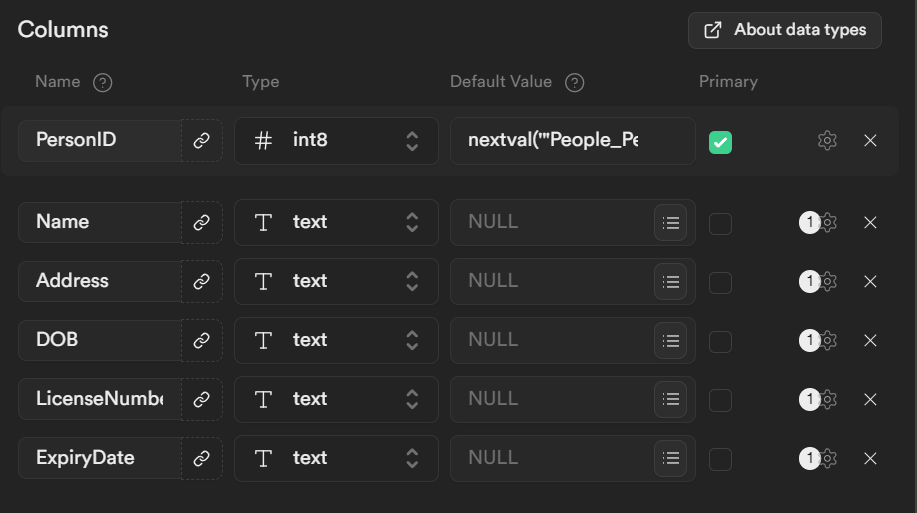 Columns
About data types
Name ?
Type
Default Value ?
Primary
PersonID
# int8
nextval('"People_Pe
Name
T text
NULL
1
Address
T text
NULL
1
DOB
T text
NULL
1
LicenseNumbe
T text
NULL
1
ExpiryDate
T text
NULL
1